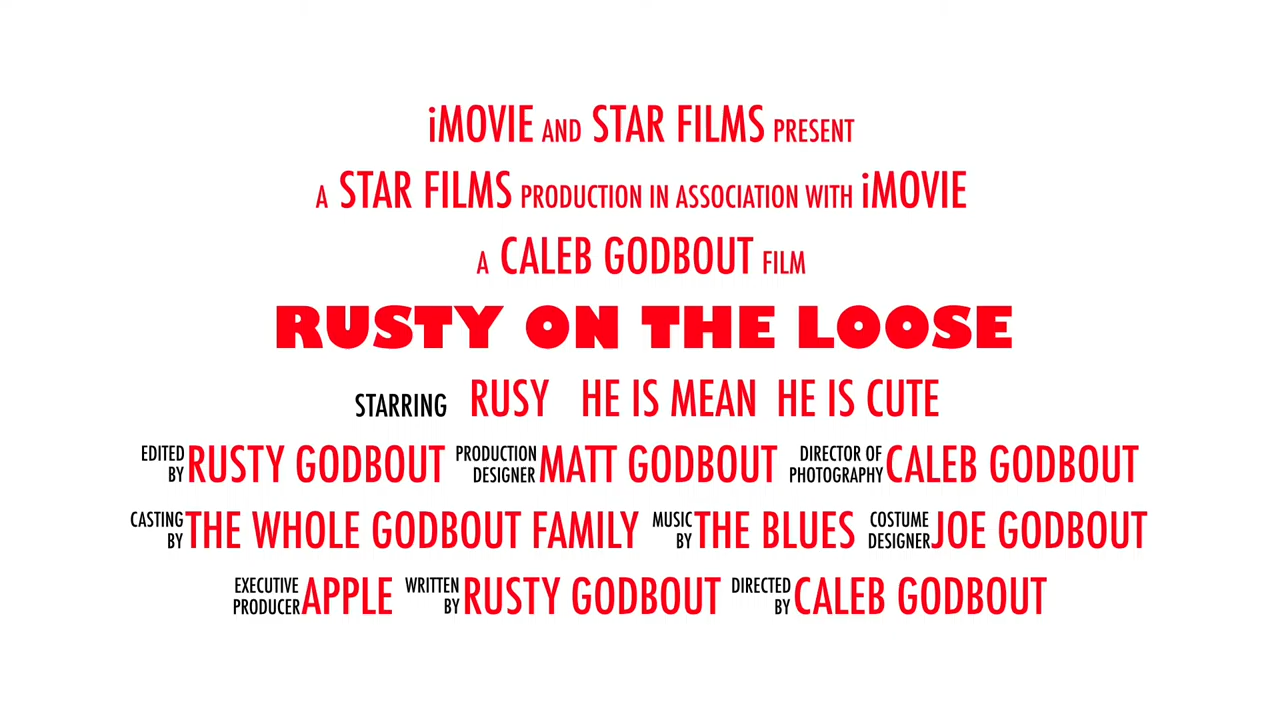 iMOVIE AND STAR FILMS PRESENT
A STAR FILMS PRODUCTION IN ASSOCIATION WITH iMOVIE
A CALEB GODBOUT FILM
RUSTY ON THE LOOSE
STARRING RUSY HE IS MEAN HE IS CUTE
EDITED BY RUSTY GODBOUT PRODUCTION DESIGNER MATT GODBOUT DIRECTOR OF PHOTOGRAPHY CALEB GODBOUT
CASTING BY THE WHOLE GODBOUT FAMILY MUSIC BY THE BLUES COSTUME DESIGNER JOE GODBOUT
EXECUTIVE PRODUCER APPLE WRITTEN BY RUSTY GODBOUT DIRECTED BY CALEB GODBOUT